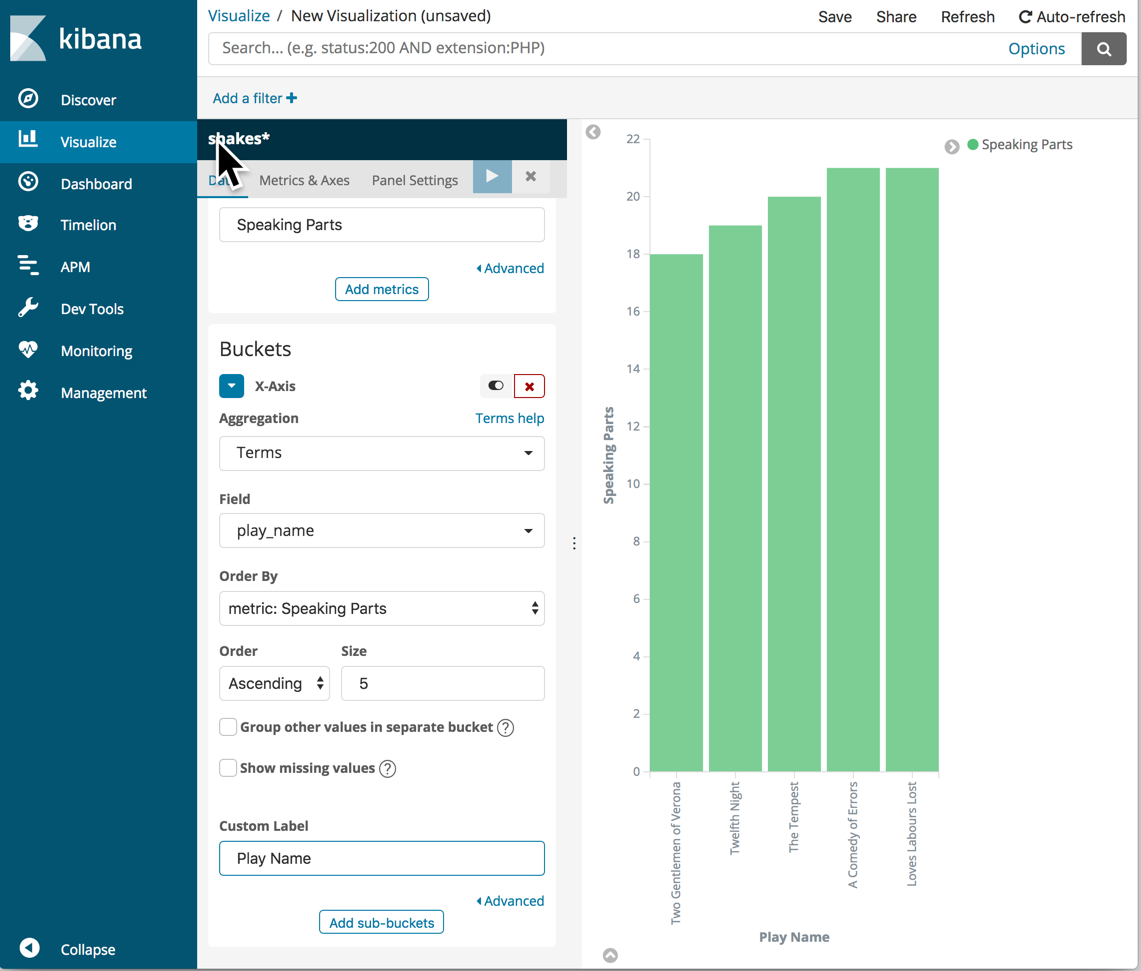 kibana
Discover
Visualize
Dashboard
Timelion
APM
Dev Tools
Monitoring
Management
Collapse
Visualize / New Visualization (unsaved)
Save Share Refresh Auto-refresh
Search... (e.g. status:200 AND extension:PHP)
Options
Add a filter +
shakes*
Metrics & Axes Panel Settings
Speaking Parts
Advanced
Add metrics
Buckets
X-Axis
Aggregation Terms help
Terms
Field
play_name
Order By
metric: Speaking Parts
Order Size
Ascending 5
Group other values in separate bucket ?
Show missing values ?
Custom Label
Play Name
Advanced
Add sub-buckets
Speaking Parts
22
20
18
16
14
12
10
8
6
4
2
0
Speaking Parts
Two Gentlemen of Verona
Twelfth Night
The Tempest
A Comedy of Errors
Loves Labours Lost
Play Name